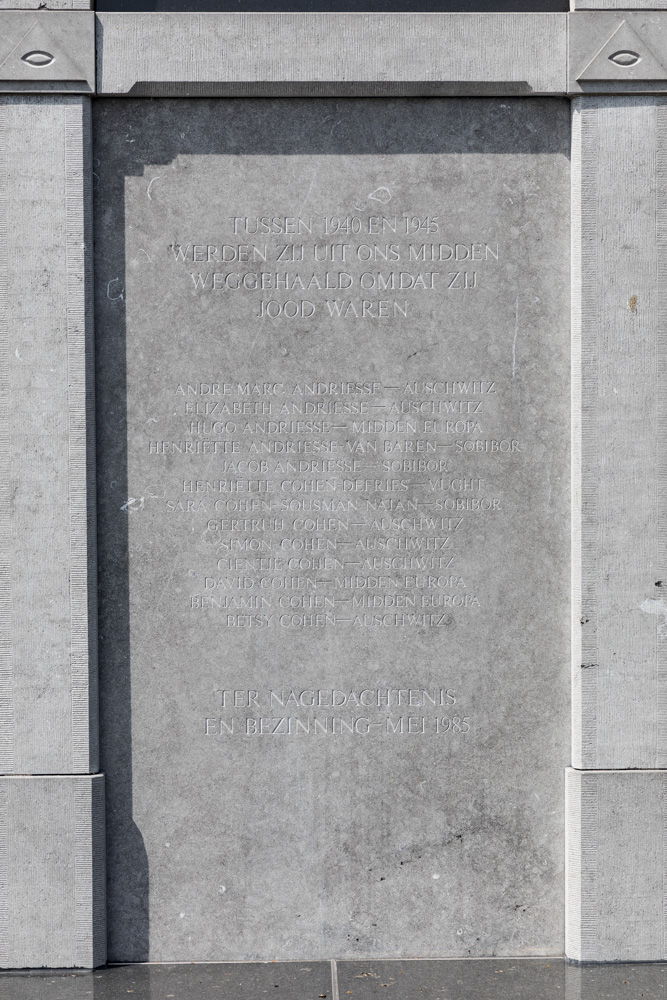 TUSSEN 1940 EN 1945
WERDEN ZIJ UIT ONS MIDDEN
WEGGEHAALD OMDAT ZIJ
JOOD WAREN
ANDRE MARC ANDRIESSE — AUSCHWITZ
ELIZABETH ANDRIESSE — AUSCHWITZ
HUGO ANDRIESSE — MIDDEN EUROPA
HENRIETTE ANDRIESSE-VAN BAREN — SOBIBOR
JACOB ANDRIESSE — SOBIBOR
HENRIETTE COHEN-DEFRIES — VUGHT
SARA COHEN-SOUSMAN NATAN — SOBIBOR
GERTRUH COHEN — AUSCHWITZ
SIMON COHEN — AUSCHWITZ
CIENTJE COHEN — AUSCHWITZ
DAVID COHEN — MIDDEN EUROPA
BENJAMIN COHEN — MIDDEN EUROPA
BETSY COHEN — AUSCHWITZ
TER NAGEDACHTENIS
EN BEZINNING - MEI 1985